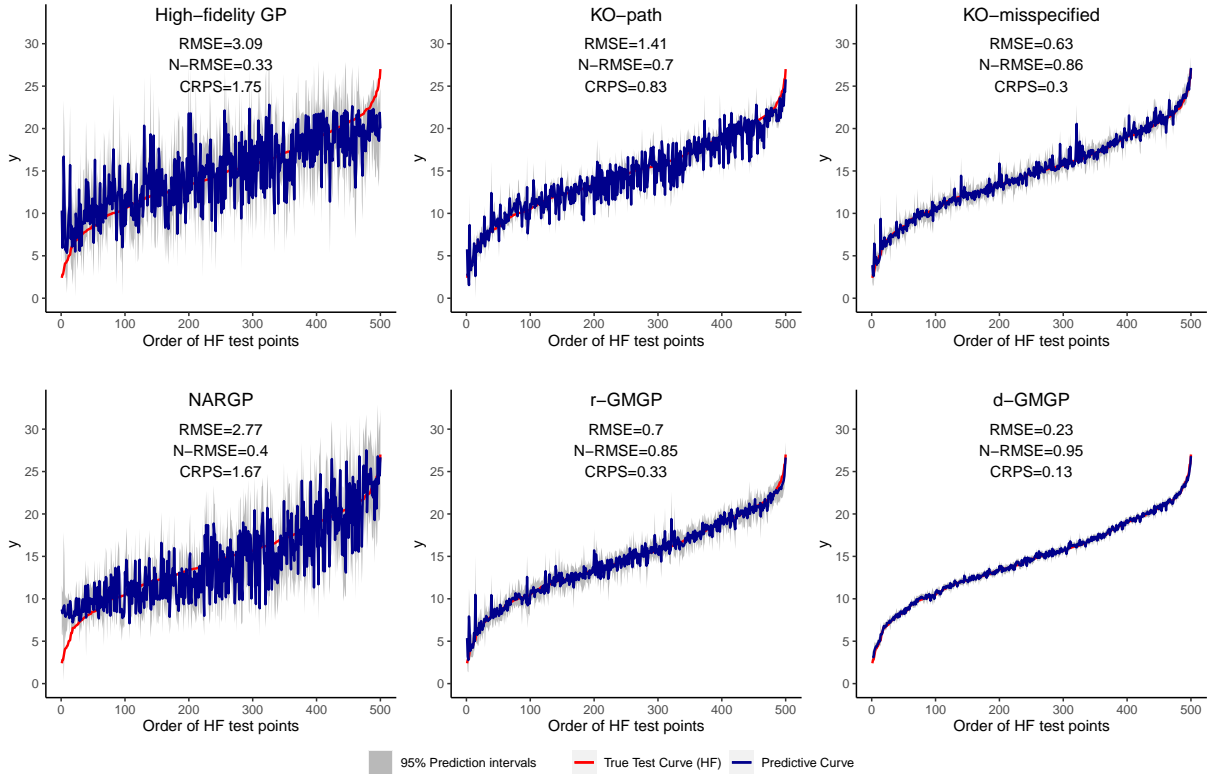 High−fidelity GP
RMSE=3.09
N−RMSE=0.33
CRPS=1.75
y
30
25
20
15
10
5
0
0 100 200 300 400 500
Order of HF test points
KO−path
RMSE=1.41
N−RMSE=0.7
CRPS=0.83
y
30
25
20
15
10
5
0
0 100 200 300 400 500
Order of HF test points
KO−misspecified
RMSE=0.63
N−RMSE=0.86
CRPS=0.3
y
30
25
20
15
10
5
0
0 100 200 300 400 500
Order of HF test points
NARGP
RMSE=2.77
N−RMSE=0.4
CRPS=1.67
y
30
25
20
15
10
5
0
0 100 200 300 400 500
Order of HF test points
r−GMGP
RMSE=0.7
N−RMSE=0.85
CRPS=0.33
y
30
25
20
15
10
5
0
0 100 200 300 400 500
Order of HF test points
d−GMGP
RMSE=0.23
N−RMSE=0.95
CRPS=0.13
y
30
25
20
15
10
5
0
0 100 200 300 400 500
Order of HF test points
95% Prediction intervals True Test Curve (HF) Predictive Curve